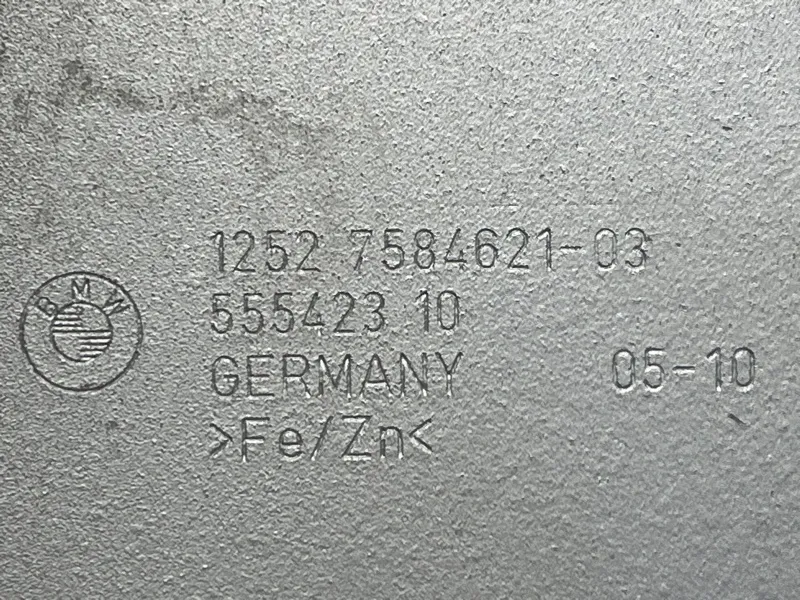 BMW
1252 7584621-03
555423 10
GERMANY 05-10
>Fe/Zn<